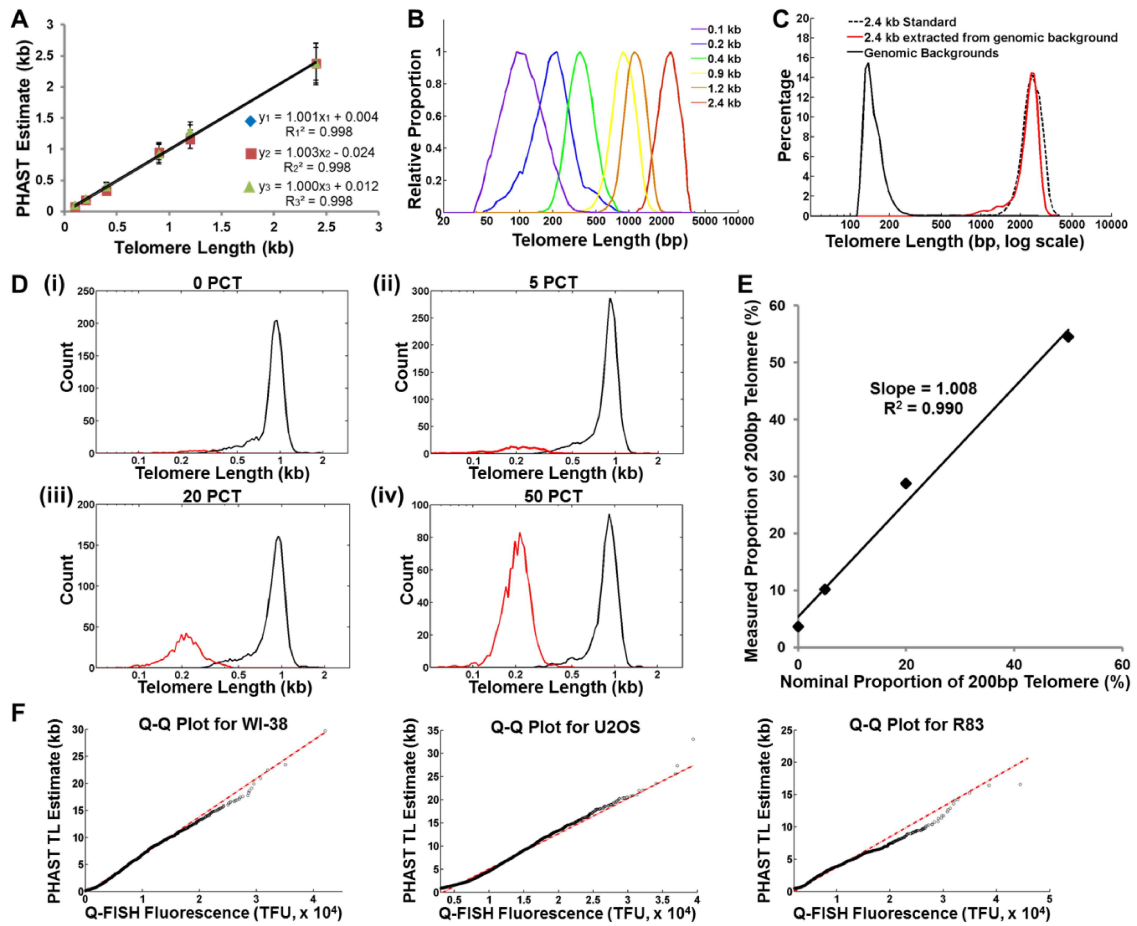 A
PHAST Estimate (kb)
3
2.5
2
1.5
1
0.5
0
0 0.5 1 1.5 2 2.5 3
Telomere Length (kb)
y₁ = 1.001x₁ + 0.004
R₁² = 0.998
y₂ = 1.003x₂ - 0.024
R₂² = 0.998
y₃ = 1.000x₃ + 0.012
R₃² = 0.998
B
Relative Proportion
1
0.8
0.6
0.4
0.2
0
50 100 200 500 1000 2000 5000 10000
Telomere Length (bp)
0.1 kb
0.2 kb
0.4 kb
0.9 kb
1.2 kb
2.4 kb
C
2.4 kb Standard
2.4 kb extracted from genomic background
Genomic Backgrounds
Percentage
20
18
16
14
12
10
8
6
4
2
0
100 200 1000 2000 10000
Telomere Length (bp, log scale)
D
(i)
0 PCT
Count
250
200
150
100
50
0
0.1 0.2 0.5 1 2
Telomere Length (kb)
(ii)
5 PCT
Count
300
250
200
150
100
50
0
0.1 0.2 0.5 1 2
Telomere Length (kb)
(iii)
20 PCT
Count
200
150
100
50
0
0.1 0.2 0.5 1 2
Telomere Length (kb)
(iv)
50 PCT
Count
100
80
60
40
20
0
0.1 0.2 0.5 1 2
Telomere Length (kb)
E
Measured Proportion of 200bp Telomere (%)
60
50
40
30
20
10
0
0 20 40 60
Nominal Proportion of 200bp Telomere (%)
Slope = 1.008
R² = 0.990
F
Q-Q Plot for WI-38
PHAST TL Estimate (kb)
30
25
20
15
10
5
0
0 1 2 3 4
Q-FISH Fluorescence (TFU, x 10⁴)
Q-Q Plot for U2OS
PHAST TL Estimate (kb)
35
30
25
20
15
10
5
0
0.5 1 1.5 2 2.5 3 3.5 4
Q-FISH Fluorescence (TFU, x 10⁴)
Q-Q Plot for R83
PHAST TL Estimate (kb)
25
20
15
10
5
0
1 2 3 4 5
Q-FISH Fluorescence (TFU, x 10⁴)